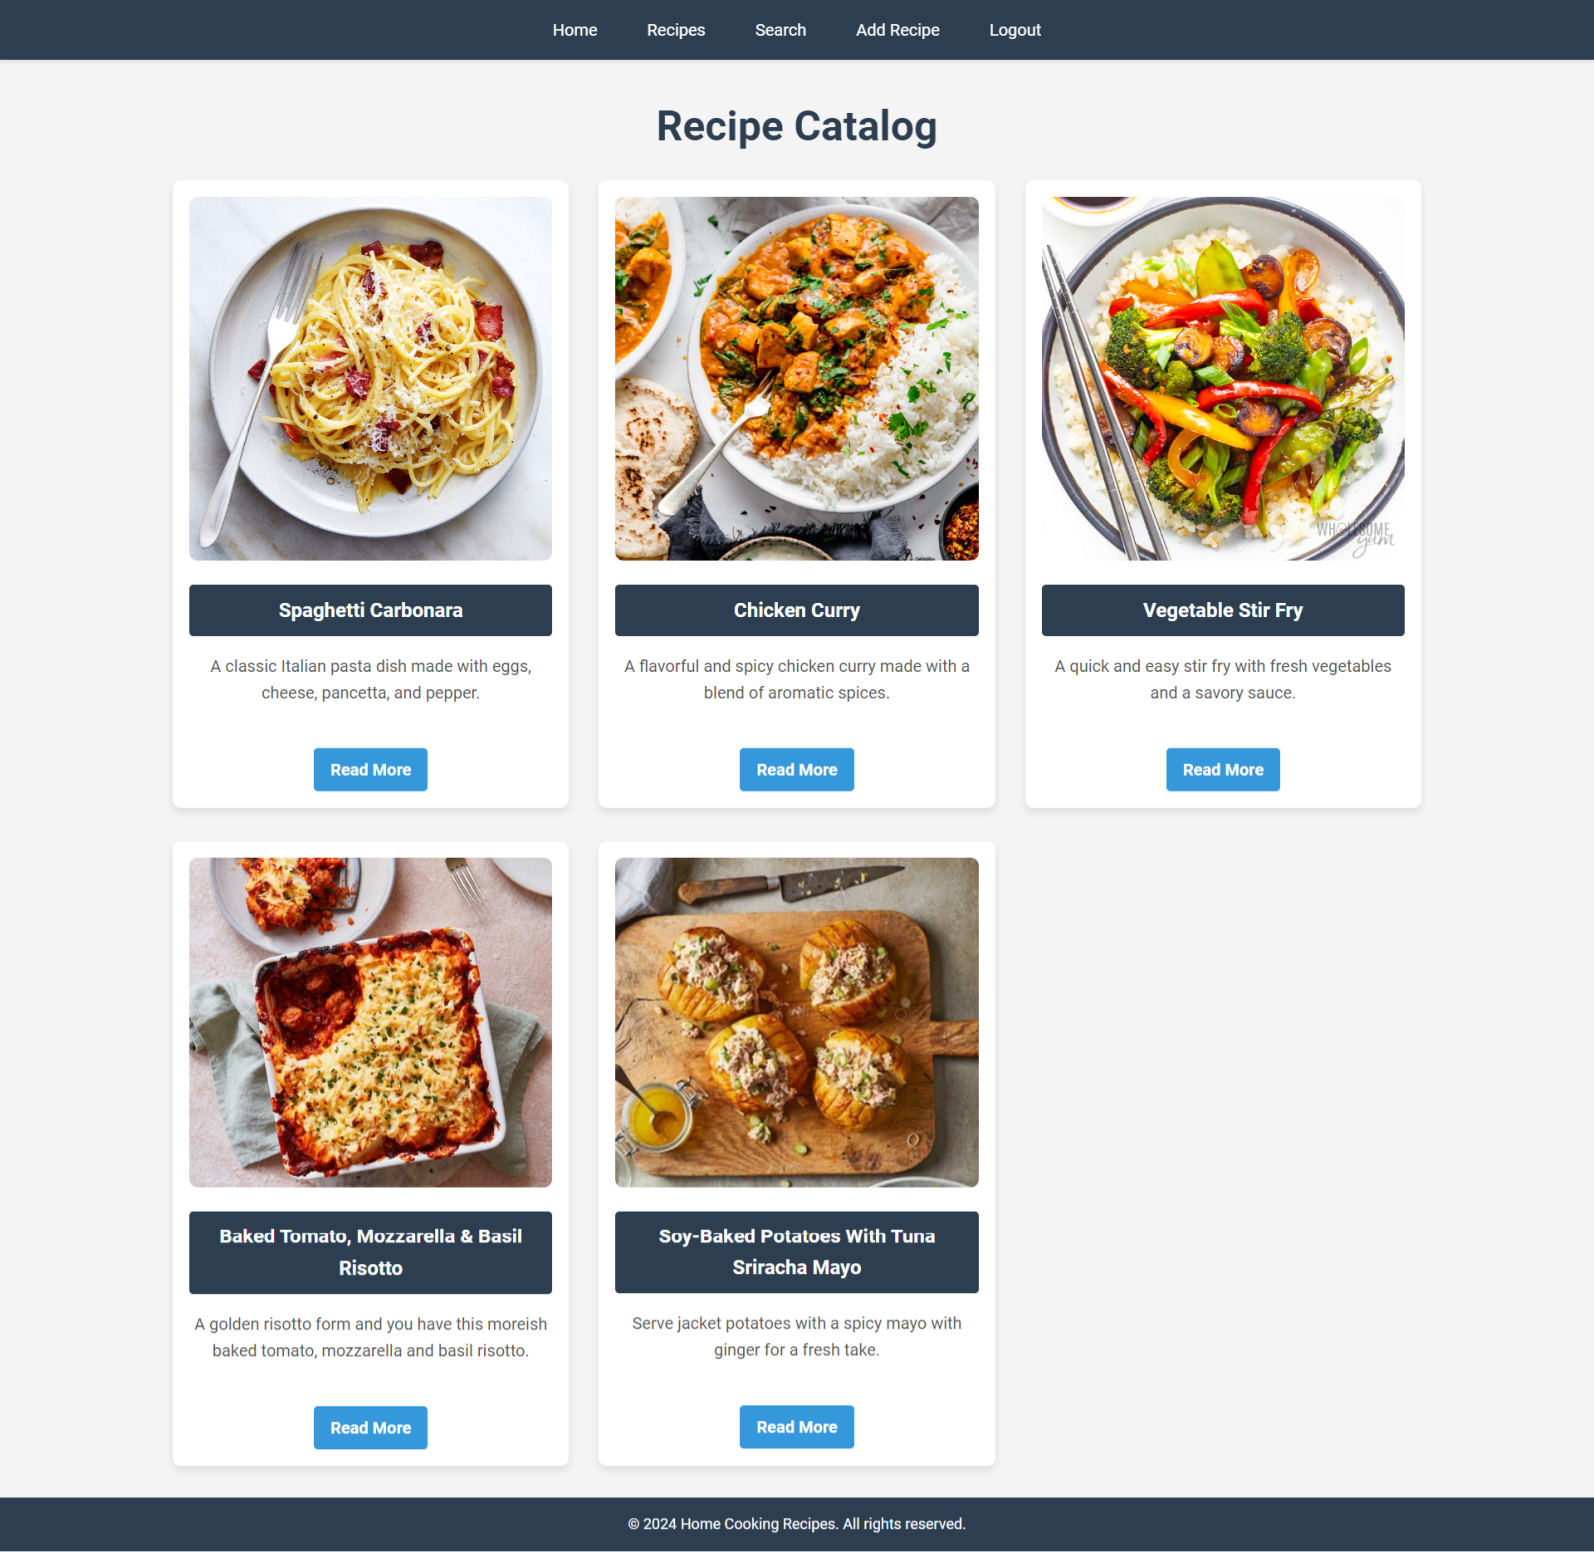 Home Recipes Search Add Recipe Logout
Recipe Catalog
Spaghetti Carbonara
A classic Italian pasta dish made with eggs,
cheese, pancetta, and pepper.
Read More
Chicken Curry
A flavorful and spicy chicken curry made with a
blend of aromatic spices.
Read More
WHOLESOME
yum
Vegetable Stir Fry
A quick and easy stir fry with fresh vegetables
and a savory sauce.
Read More
Baked Tomato, Mozzarella & Basil
Risotto
A golden risotto form and you have this moreish
baked tomato, mozzarella and basil risotto.
Read More
Soy-Baked Potatoes With Tuna
Sriracha Mayo
Serve jacket potatoes with a spicy mayo with
ginger for a fresh take.
Read More
© 2024 Home Cooking Recipes. All rights reserved.